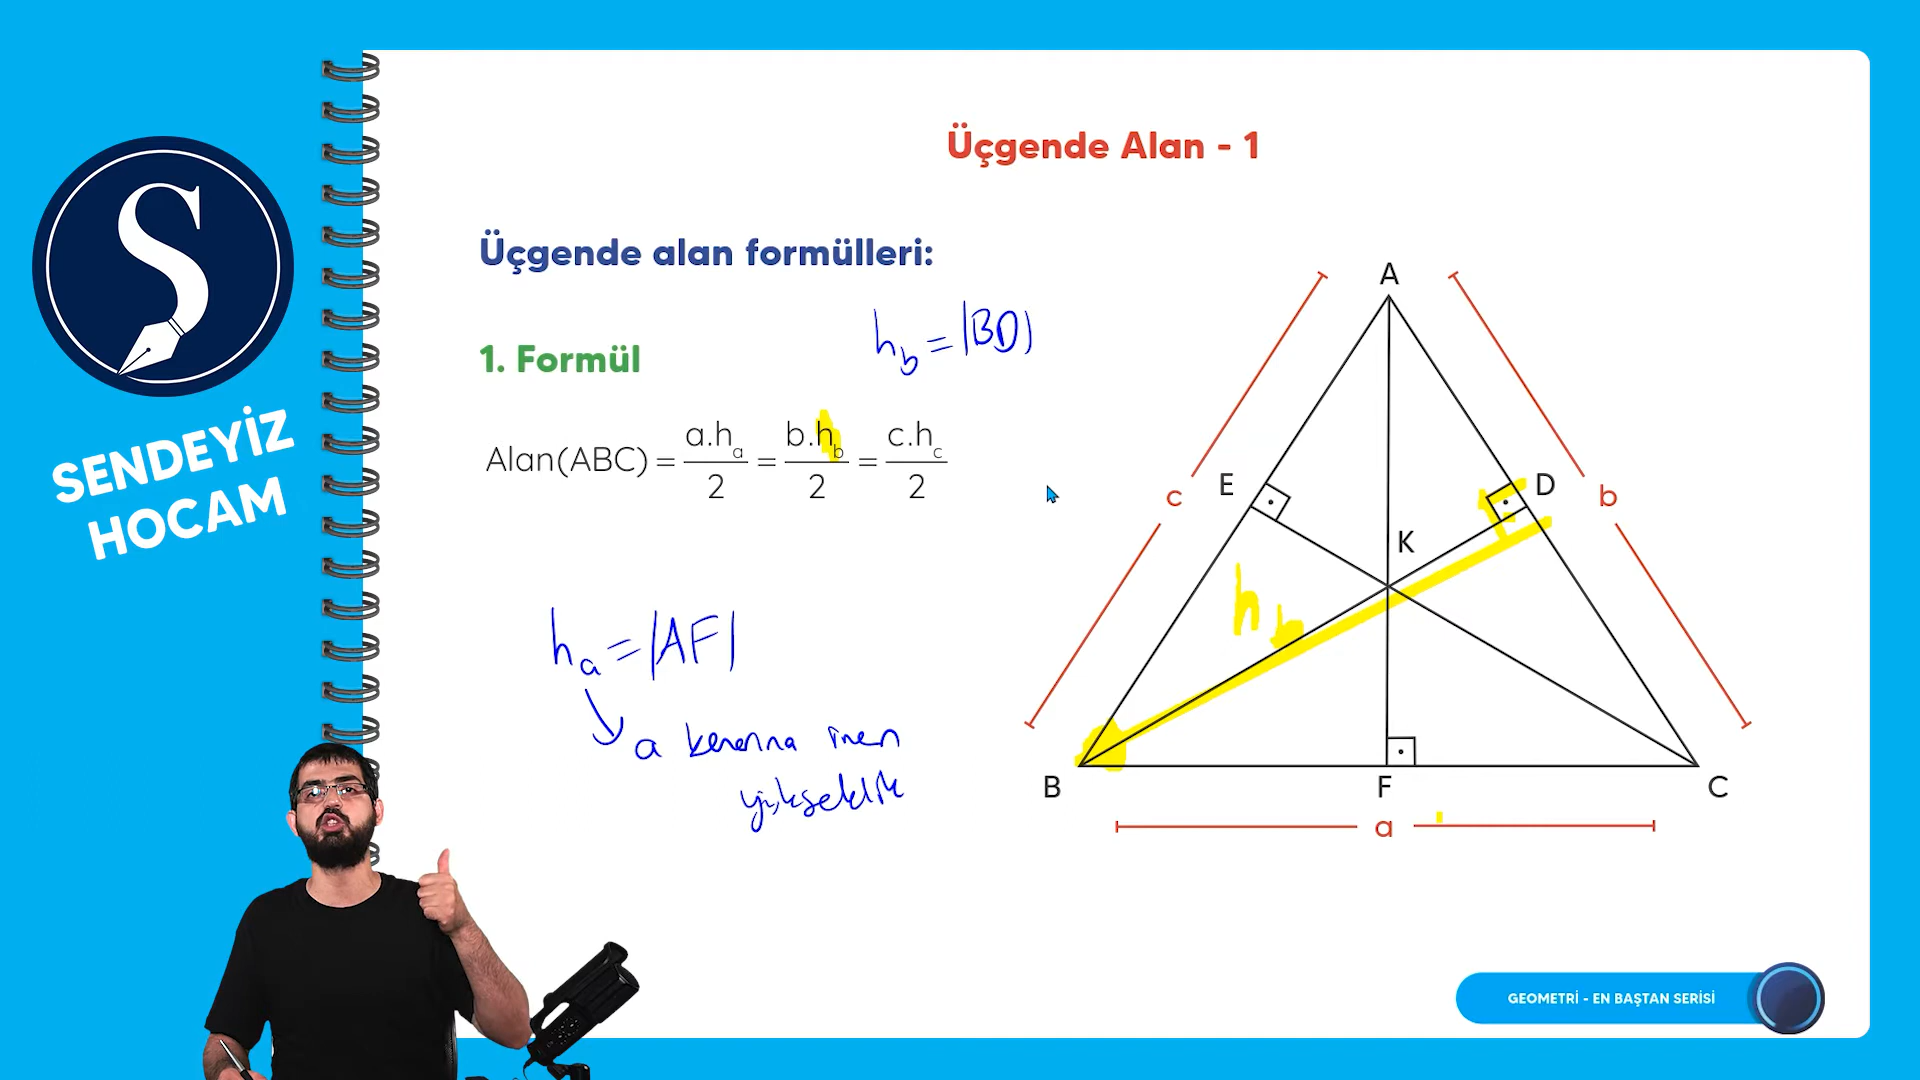 SENDEYİZ
HOCAM
Üçgende Alan - 1
Üçgende alan formülleri:
1. Formül
h_b = |BD|
Alan(ABC) = a.h_a/2 = b.h_b/2 = c.h_c/2
h_a = |AF|
a kenarına inen
yükseklik
A
E
D
c
b
K
h_b
B
F
C
a
GEOMETRİ - EN BAŞTAN SERİSİ